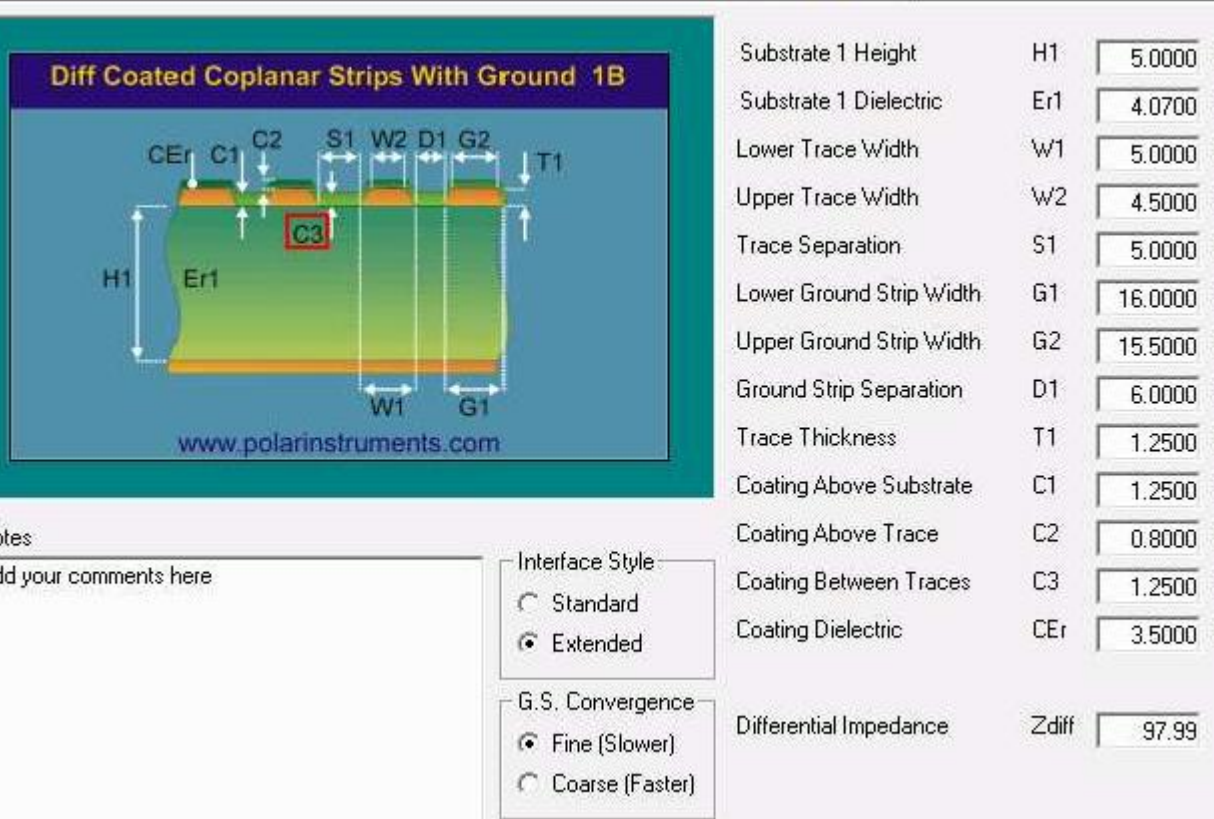 Diff Coated Coplanar Strips With Ground 1B
CEr C1 C2 S1 W2 D1 G2 T1
C3
H1 Er1
W1 G1
www.polarinstruments.com
Substrate 1 Height H1 5.0000
Substrate 1 Dielectric Er1 4.0700
Lower Trace Width W1 5.0000
Upper Trace Width W2 4.5000
Trace Separation S1 5.0000
Lower Ground Strip Width G1 16.0000
Upper Ground Strip Width G2 15.5000
Ground Strip Separation D1 6.0000
Trace Thickness T1 1.2500
Coating Above Substrate C1 1.2500
Coating Above Trace C2 0.8000
Coating Between Traces C3 1.2500
Coating Dielectric CEr 3.5000
Differential Impedance Zdiff 97.99
otes
dd your comments here
Interface Style
Standard
Extended
G.S. Convergence
Fine (Slower)
Coarse (Faster)